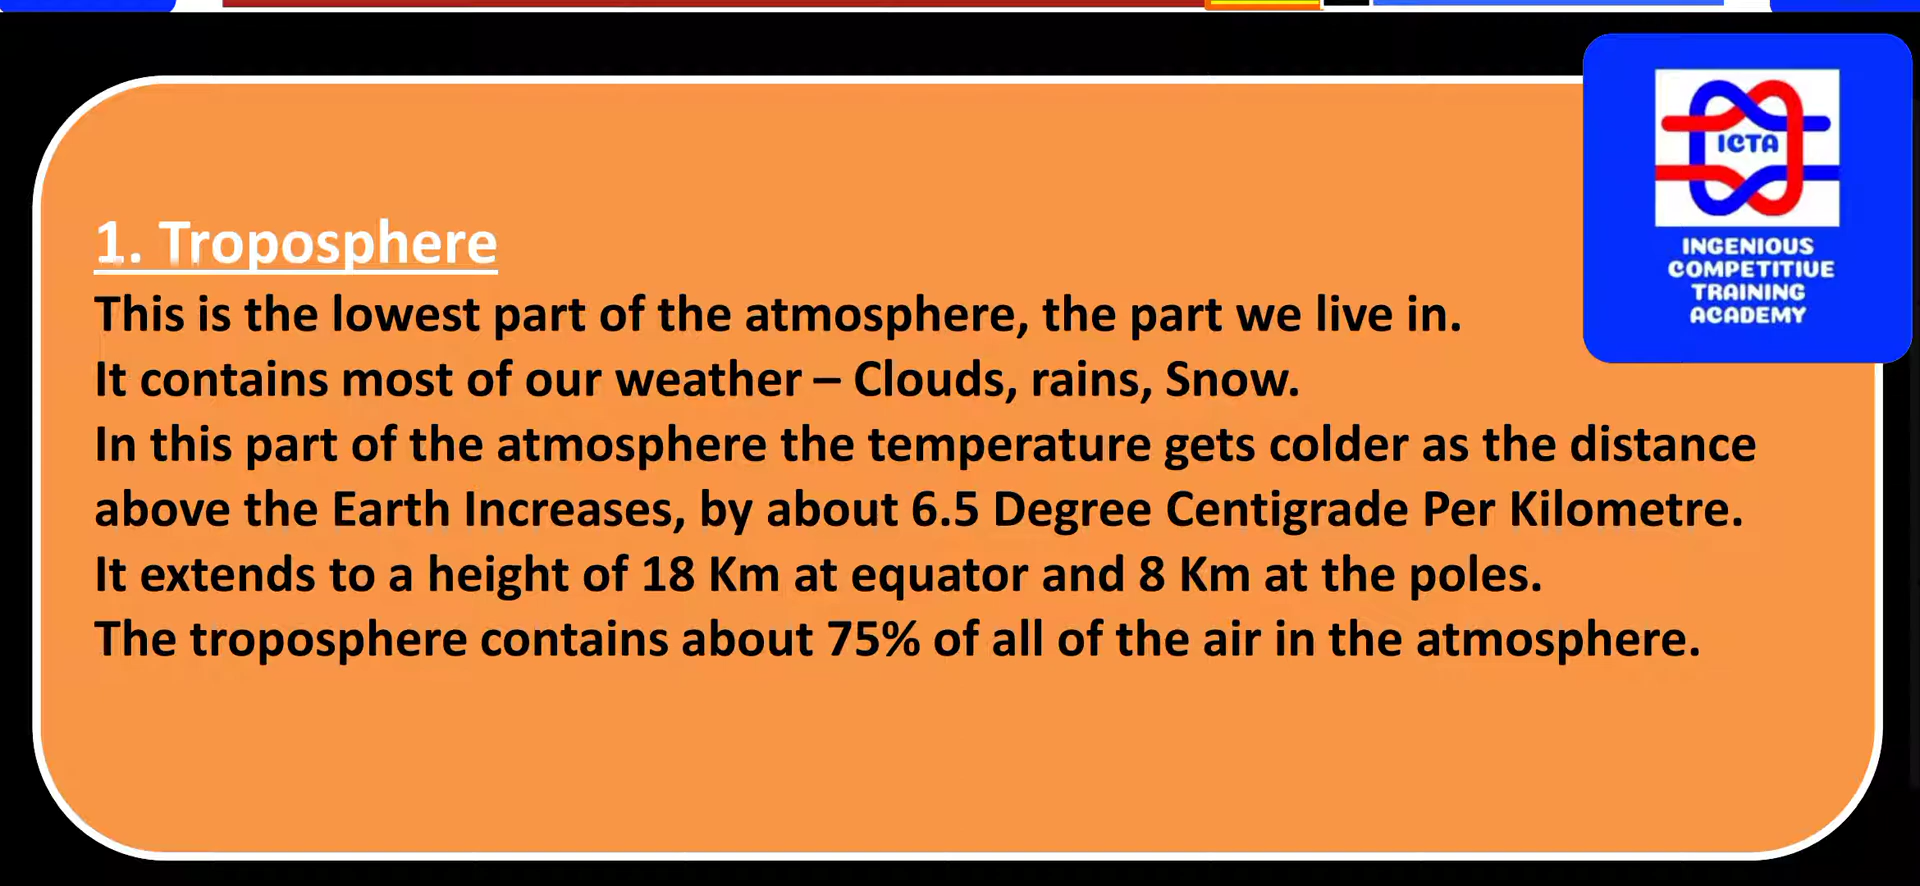 ICTA
INGENIOUS
COMPETITIVE
TRAINING
ACADEMY
1. Troposphere
This is the lowest part of the atmosphere, the part we live in.
It contains most of our weather – Clouds, rains, Snow.
In this part of the atmosphere the temperature gets colder as the distance
above the Earth Increases, by about 6.5 Degree Centigrade Per Kilometre.
It extends to a height of 18 Km at equator and 8 Km at the poles.
The troposphere contains about 75% of all of the air in the atmosphere.